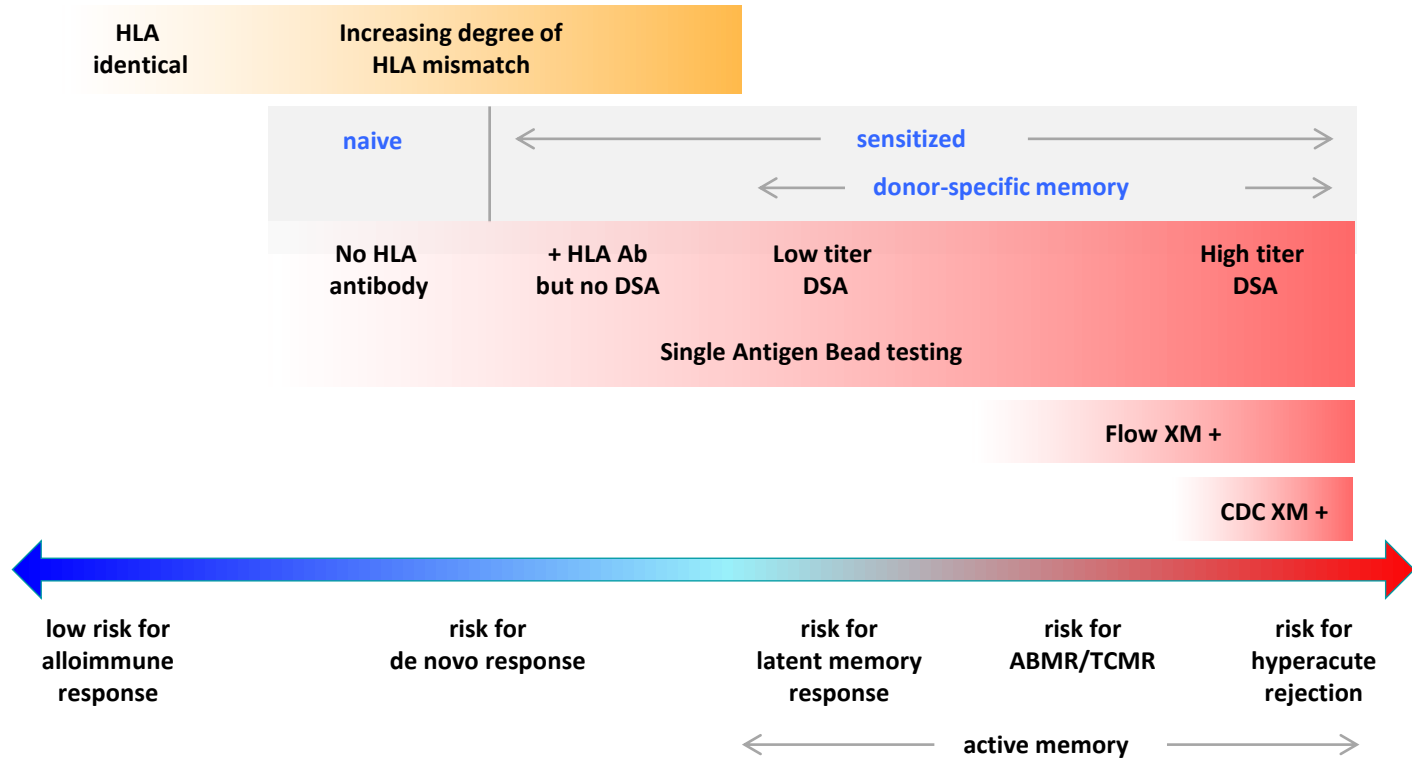 HLA
identical
Increasing degree of
HLA mismatch
naive
sensitized
donor-specific memory
No HLA
antibody
+ HLA Ab
but no DSA
Low titer
DSA
High titer
DSA
Single Antigen Bead testing
Flow XM +
CDC XM +
low risk for
alloimmune
response
risk for
de novo response
risk for
latent memory
response
risk for
ABMR/TCMR
risk for
hyperacute
rejection
active memory